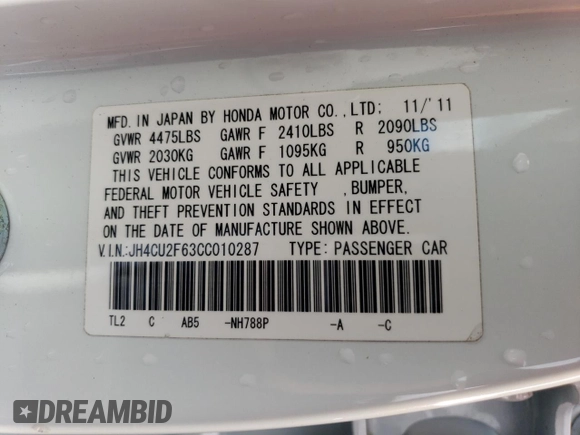 MFD. IN JAPAN BY HONDA MOTOR CO.,LTD; 11/'11
GVWR 4475LBS GAWR F 2410LBS R 2090LBS
GVWR 2030KG GAWR F 1095KG R 950KG
THIS VEHICLE CONFORMS TO ALL APPLICABLE
FEDERAL MOTOR VEHICLE SAFETY ,BUMPER,
AND THEFT PREVENTION STANDARDS IN EFFECT
ON THE DATE OF MANUFACTURE SHOWN ABOVE.
V.I.N.:JH4CU2F63CC010287 TYPE: PASSENGER CAR
TL2 C AB5 -NH788P -A -C
DREAMBID